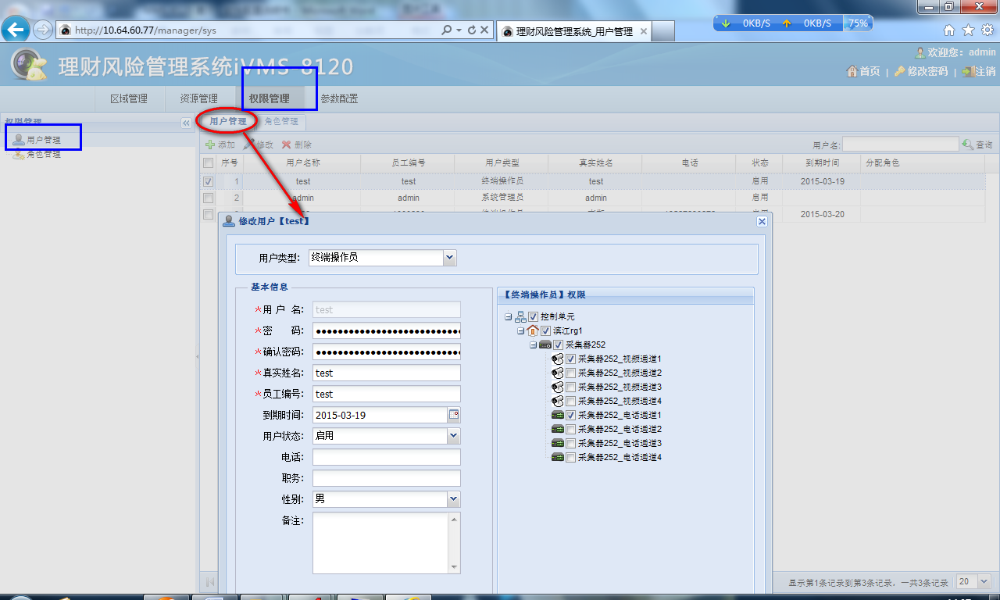 http://10.64.60.77/manager/sys
理财风险管理系统_用户管理
0KB/S 0KB/S 75%
理财风险管理系统iVMS-8120
欢迎您: admin
首页 | 修改密码 | 注销
区域管理 资源管理 权限管理 参数配置
权限管理
用户管理
角色管理
用户管理 角色管理
添加 修改 删除 用户名: 查询
序号 用户名称 员工编号 用户类型 真实姓名 电话 状态 到期时间 分配角色
1 test test 终端操作员 test 启用 2015-03-19
2 admin admin 系统管理员 admin 启用
2015-03-20
修改用户【test】
用户类型: 终端操作员
基本信息
*用 户 名: test
*密 码:
*确认密码:
*真实姓名: test
*员工编号: test
到期时间: 2015-03-19
用户状态: 启用
电话:
职务:
性别: 男
备注:
【终端操作员】权限
控制单元
滨江rg1
采集器252
采集器252_视频通道1
采集器252_视频通道2
采集器252_视频通道3
采集器252_视频通道4
采集器252_电话通道1
采集器252_电话通道2
采集器252_电话通道3
采集器252_电话通道4
显示第1条记录到第3条记录，一共3条记录 20